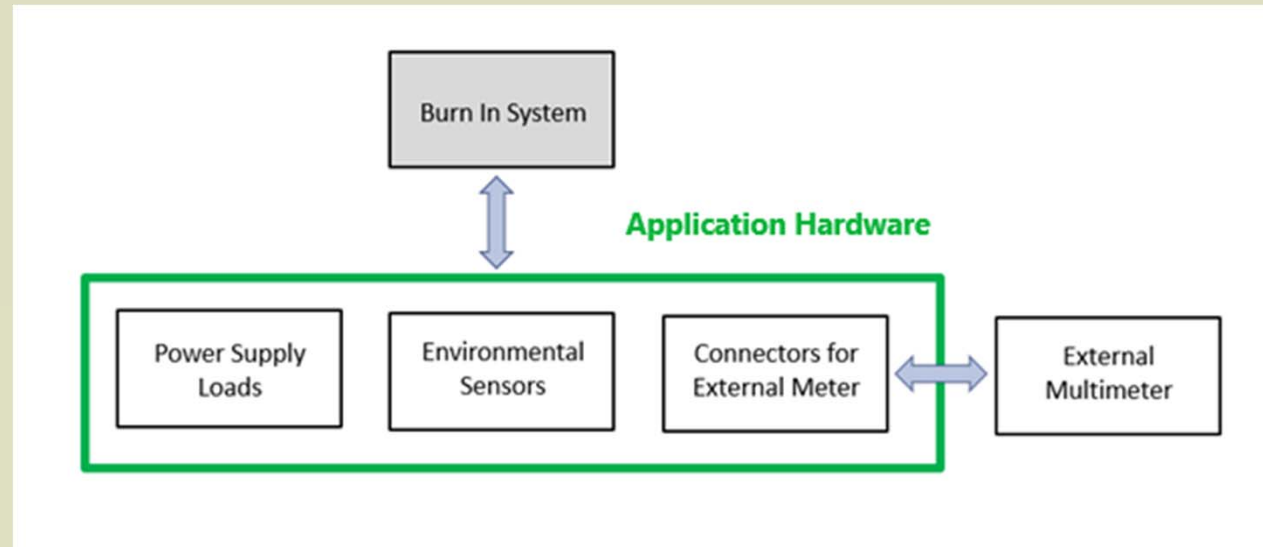 Burn In System
Application Hardware
Power Supply
Loads
Environmental
Sensors
Connectors for
External Meter
External
Multimeter